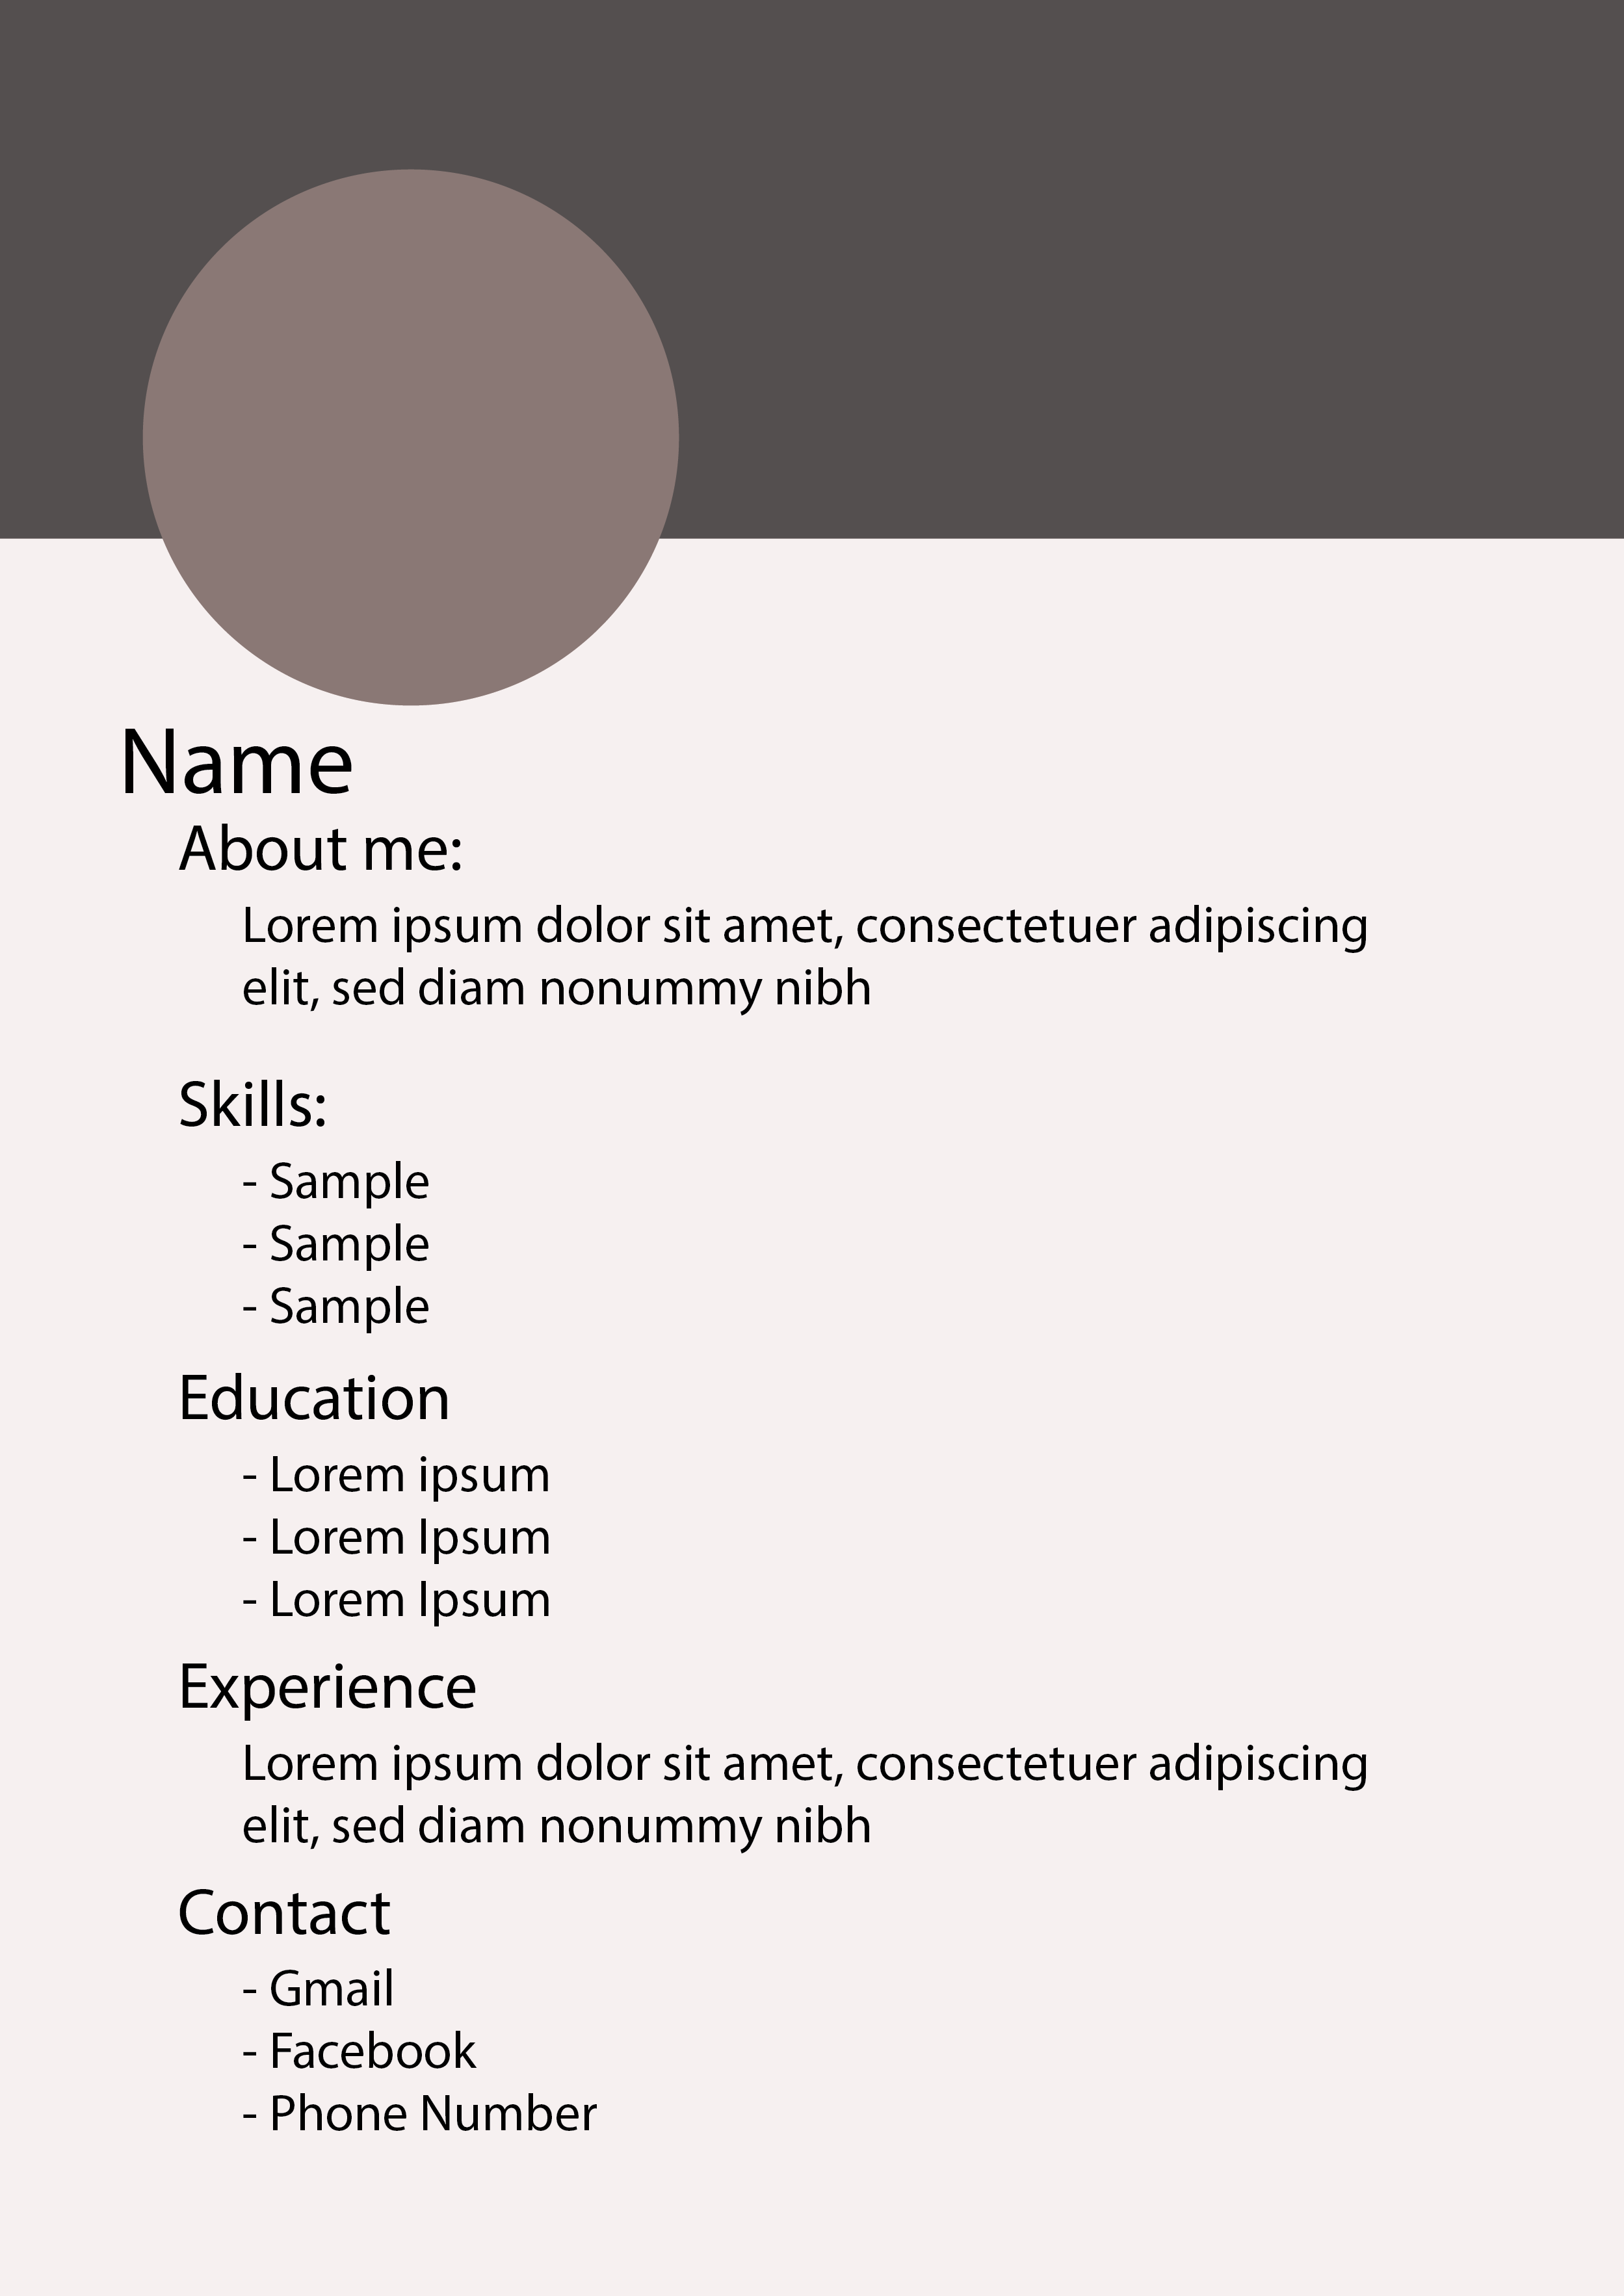 Name
About me:
Lorem ipsum dolor sit amet, consectetuer adipiscing
elit, sed diam nonummy nibh
Skills:
- Sample
- Sample
- Sample
Education
- Lorem ipsum
- Lorem Ipsum
- Lorem Ipsum
Experience
Lorem ipsum dolor sit amet, consectetuer adipiscing
elit, sed diam nonummy nibh
Contact
- Gmail
- Facebook
- Phone Number